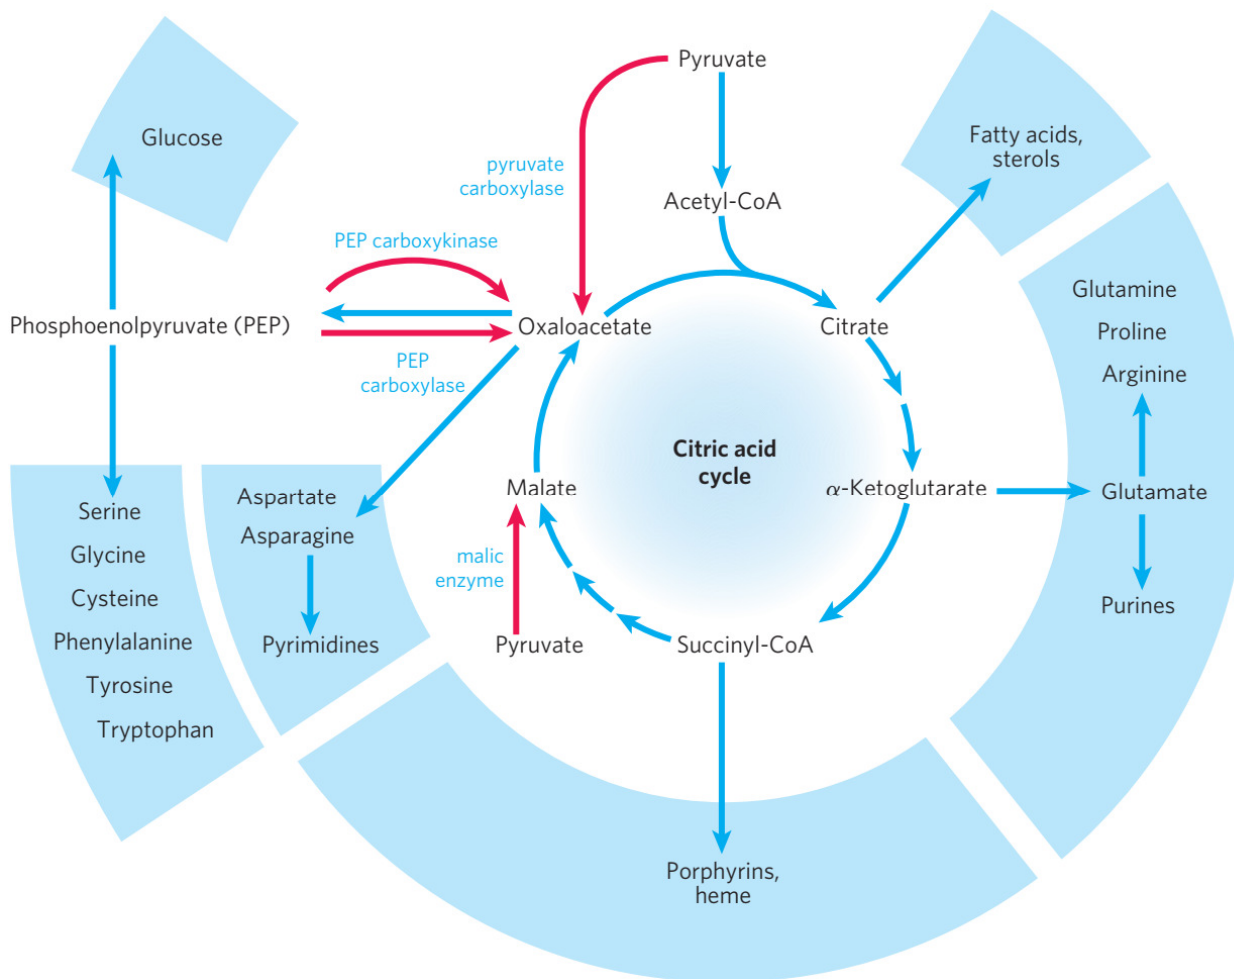 Pyruvate
Glucose
Fatty acids,
sterols
pyruvate
carboxylase
Acetyl-CoA
PEP carboxykinase
Glutamine
Phosphoenolpyruvate (PEP)
Oxaloacetate
Citrate
Proline
PEP
carboxylase
Arginine
Citric acid
cycle
Malate
α-Ketoglutarate
Glutamate
Aspartate
Asparagine
Serine
Glycine
Cysteine
Phenylalanine
Tyrosine
Tryptophan
malic
enzyme
Purines
Pyrimidines
Pyruvate
Succinyl-CoA
Porphyrins,
heme